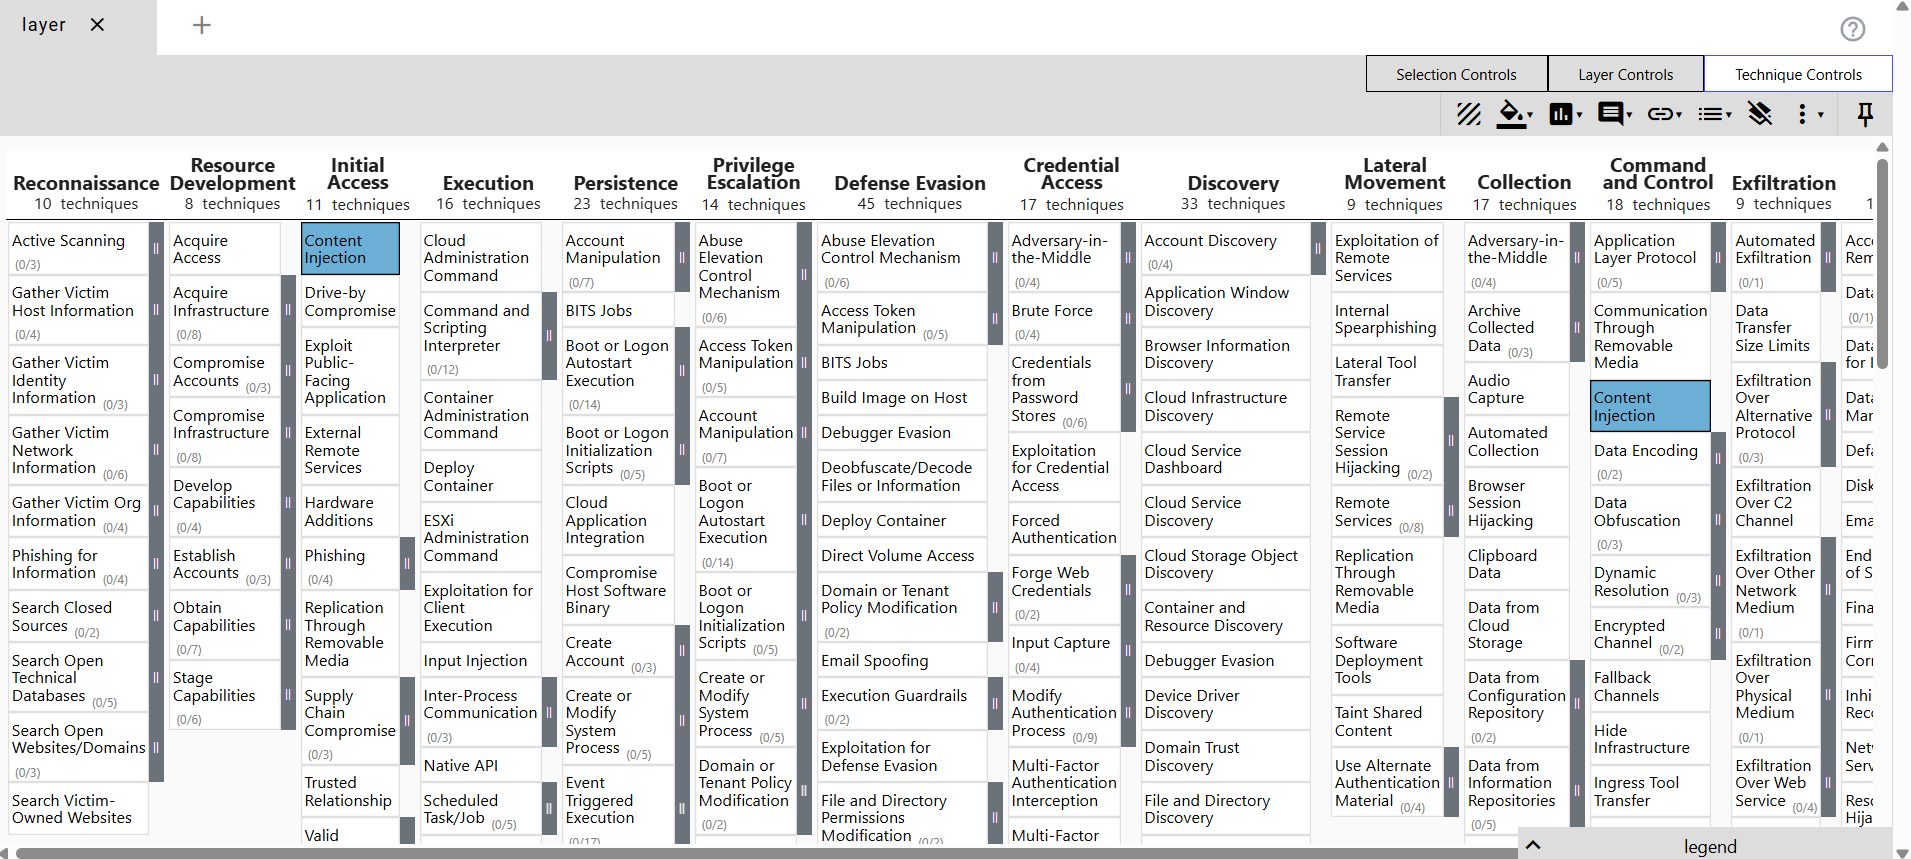 layer
Selection Controls
Layer Controls
Technique Controls
Reconnaissance
10 techniques
Active Scanning
(0/3)
Gather Victim
Host Information
(0/4)
Gather Victim
Identity
Information (0/3)
Gather Victim
Network
Information (0/6)
Gather Victim Org
Information (0/4)
Phishing for
Information (0/4)
Search Closed
Sources (0/2)
Search Open
Technical
Databases (0/5)
Search Open
Websites/Domains
(0/3)
Search Victim-
Owned Websites
Resource
Development
8 techniques
Acquire
Access
Acquire
Infrastructure
(0/8)
Compromise
Accounts (0/3)
Compromise
Infrastructure
(0/8)
Develop
Capabilities
(0/4)
Establish
Accounts (0/3)
Obtain
Capabilities
(0/7)
Stage
Capabilities
(0/6)
Initial
Access
11 techniques
Content
Injection
Drive-by
Compromise
Exploit
Public-
Facing
Application
External
Remote
Services
Hardware
Additions
Phishing
(0/4)
Replication
Through
Removable
Media
Supply
Chain
Compromise
(0/3)
Trusted
Relationship
Valid
Execution
16 techniques
Cloud
Administration
Command
Command and
Scripting
Interpreter
(0/12)
Container
Administration
Command
Deploy
Container
ESXi
Administration
Command
Exploitation for
Client
Execution
Input Injection
Inter-Process
Communication
(0/3)
Native API
Scheduled
Task/Job (0/5)
Persistence
23 techniques
Account
Manipulation
(0/7)
BITS Jobs
Boot or Logon
Autostart
Execution
(0/14)
Boot or Logon
Initialization
Scripts (0/5)
Cloud
Application
Integration
Compromise
Host Software
Binary
Create
Account (0/3)
Create or
Modify
System
Process (0/5)
Event
Triggered
Execution
(0/17)
Privilege
Escalation
14 techniques
Abuse
Elevation
Control
Mechanism
(0/6)
Access Token
Manipulation
(0/5)
Account
Manipulation
(0/7)
Boot or
Logon
Autostart
Execution
(0/14)
Boot or
Logon
Initialization
Scripts (0/5)
Create or
Modify
System
Process (0/5)
Domain or
Tenant Policy
Modification
(0/2)
Defense Evasion
45 techniques
Abuse Elevation
Control Mechanism
(0/6)
Access Token
Manipulation (0/5)
BITS Jobs
Build Image on Host
Debugger Evasion
Deobfuscate/Decode
Files or Information
Deploy Container
Direct Volume Access
Domain or Tenant
Policy Modification
(0/2)
Email Spoofing
Execution Guardrails
(0/2)
Exploitation for
Defense Evasion
File and Directory
Permissions
Modification (0/2)
Credential
Access
17 techniques
Adversary-in-
the-Middle
(0/4)
Brute Force
(0/4)
Credentials
from
Password
Stores (0/6)
Exploitation
for Credential
Access
Forced
Authentication
Forge Web
Credentials
(0/2)
Input Capture
(0/4)
Modify
Authentication
Process (0/9)
Multi-Factor
Authentication
Interception
Multi-Factor
Discovery
33 techniques
Account Discovery
(0/4)
Application Window
Discovery
Browser Information
Discovery
Cloud Infrastructure
Discovery
Cloud Service
Dashboard
Cloud Service
Discovery
Cloud Storage Object
Discovery
Container and
Resource Discovery
Debugger Evasion
Device Driver
Discovery
Domain Trust
Discovery
File and Directory
Discovery
Lateral
Movement
9 techniques
Exploitation of
Remote
Services
Internal
Spearphishing
Lateral Tool
Transfer
Remote
Service
Session
Hijacking (0/2)
Remote
Services (0/8)
Replication
Through
Removable
Media
Software
Deployment
Tools
Taint Shared
Content
Use Alternate
Authentication
Material (0/4)
Collection
17 techniques
Adversary-in-
the-Middle
(0/4)
Archive
Collected
Data (0/3)
Audio
Capture
Automated
Collection
Browser
Session
Hijacking
Clipboard
Data
Data from
Cloud
Storage
Data from
Configuration
Repository
(0/2)
Data from
Information
Repositories
(0/5)
Command
and Control
18 techniques
Application
Layer Protocol
(0/5)
Communication
Through
Removable
Media
Content
Injection
Data Encoding
(0/2)
Data
Obfuscation
(0/3)
Dynamic
Resolution (0/3)
Encrypted
Channel (0/2)
Fallback
Channels
Hide
Infrastructure
Ingress Tool
Transfer
Exfiltration
9 techniques
Automated
Exfiltration
(0/1)
Data
Transfer
Size Limits
Exfiltration
Over
Alternative
Protocol
(0/3)
Exfiltration
Over C2
Channel
Exfiltration
Over Other
Network
Medium
(0/1)
Exfiltration
Over
Physical
Medium
(0/1)
Exfiltration
Over Web
Service (0/4)
(0/1)
legend